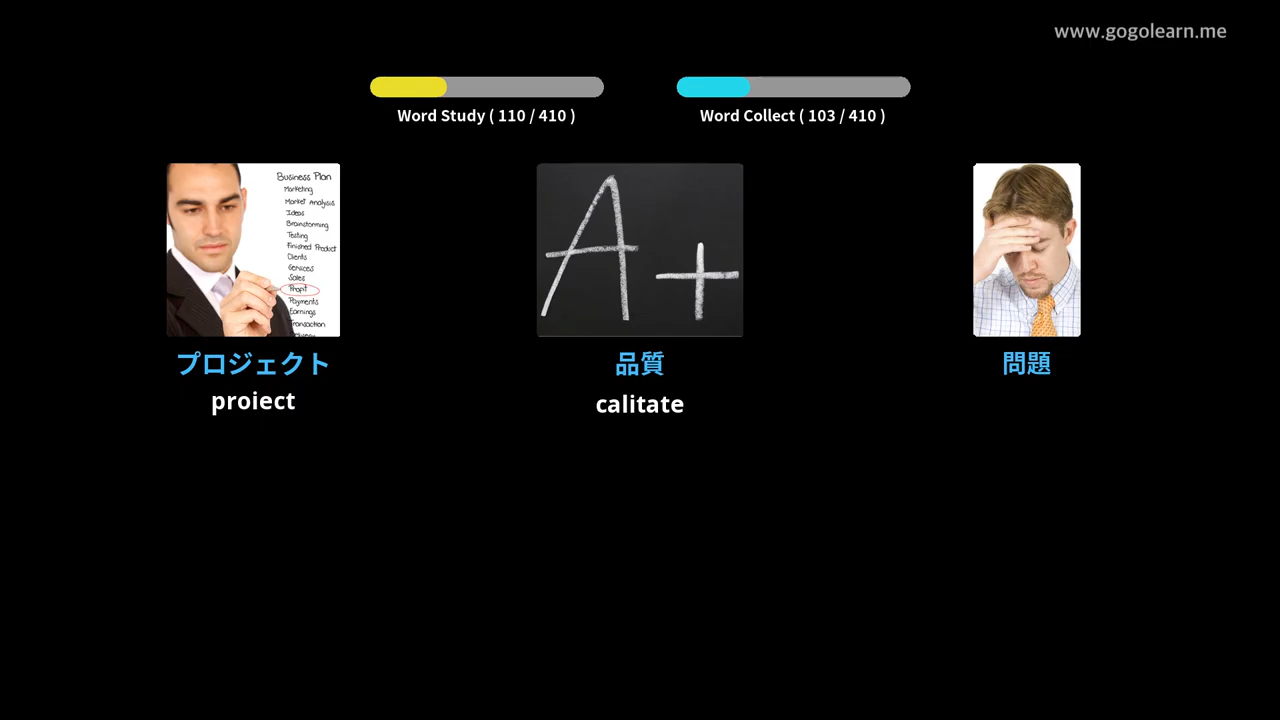 www.gogolearn.me
Word Study ( 110 / 410 )
Word Collect ( 103 / 410 )
Business Plan
Marketing
Market Analysis
Ideas
Brainstorming
Testing
Finished Product
Clients
Services
Sales
Profit
Payments
Earnings
Transaction
A+
プロジェクト
品質
問題
proiect
calitate